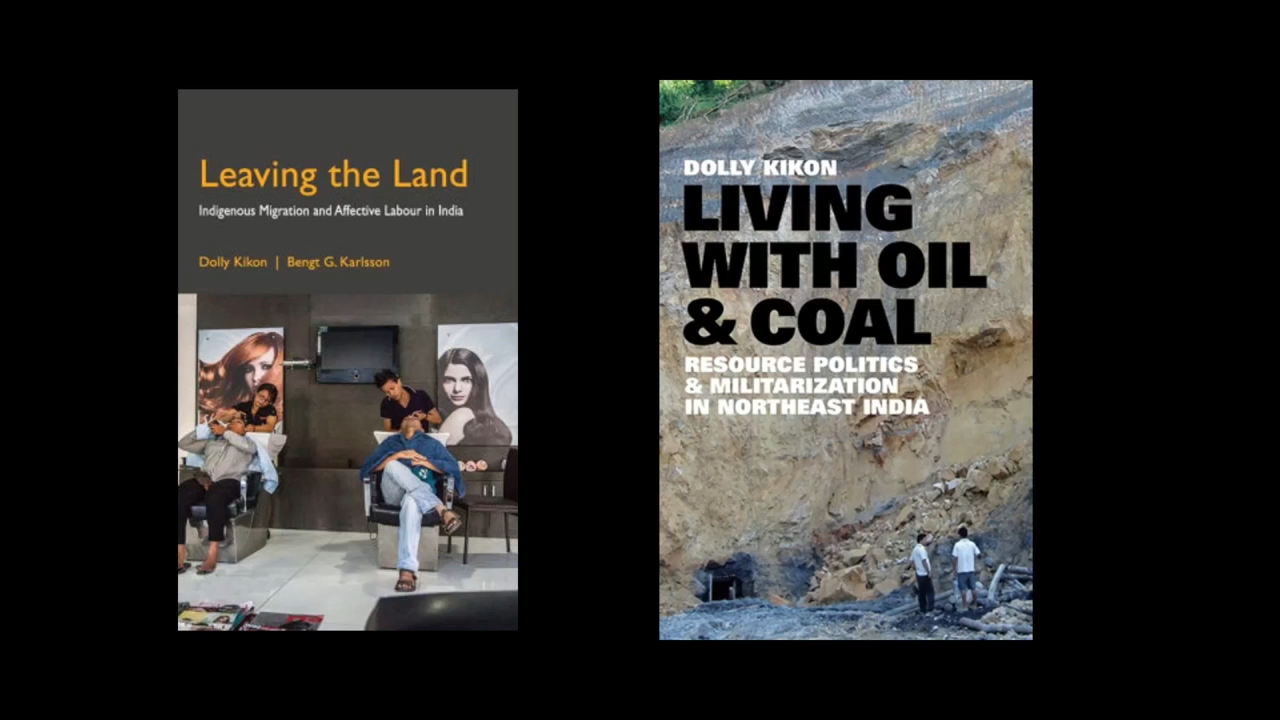 Leaving the Land
Indigenous Migration and Affective Labour in India
Dolly Kikon | Bengt G. Karlsson
DOLLY KIKON
LIVING
WITH OIL
& COAL
RESOURCE POLITICS
& MILITARIZATION
IN NORTHEAST INDIA